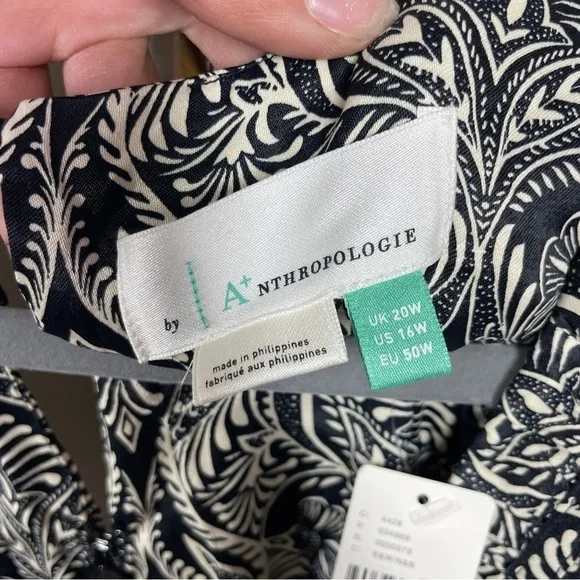 by A+NTHROPOLOGIE
made in philippines
fabriqué aux philippines
UK 20W
US 16W
EU 50W